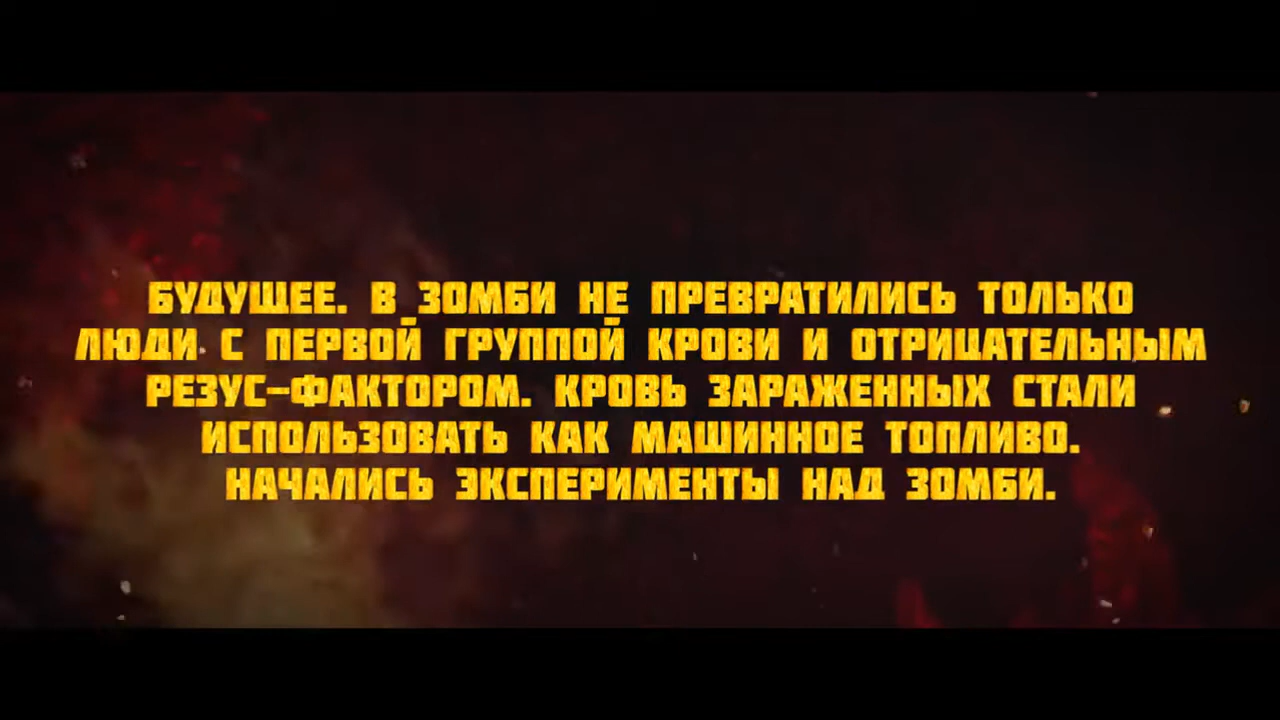 БУДУЩЕЕ. В ЗОМБИ НЕ ПРЕВРАТИЛИСЬ ТОЛЬКО
ЛЮДИ С ПЕРВОЙ ГРУППОЙ КРОВИ И ОТРИЦАТЕЛЬНЫМ
РЕЗУС-ФАКТОРОМ. КРОВЬ ЗАРАЖЕННЫХ СТАЛИ
ИСПОЛЬЗОВАТЬ КАК МАШИННОЕ ТОПЛИВО.
НАЧАЛИСЬ ЭКСПЕРИМЕНТЫ НАД ЗОМБИ.